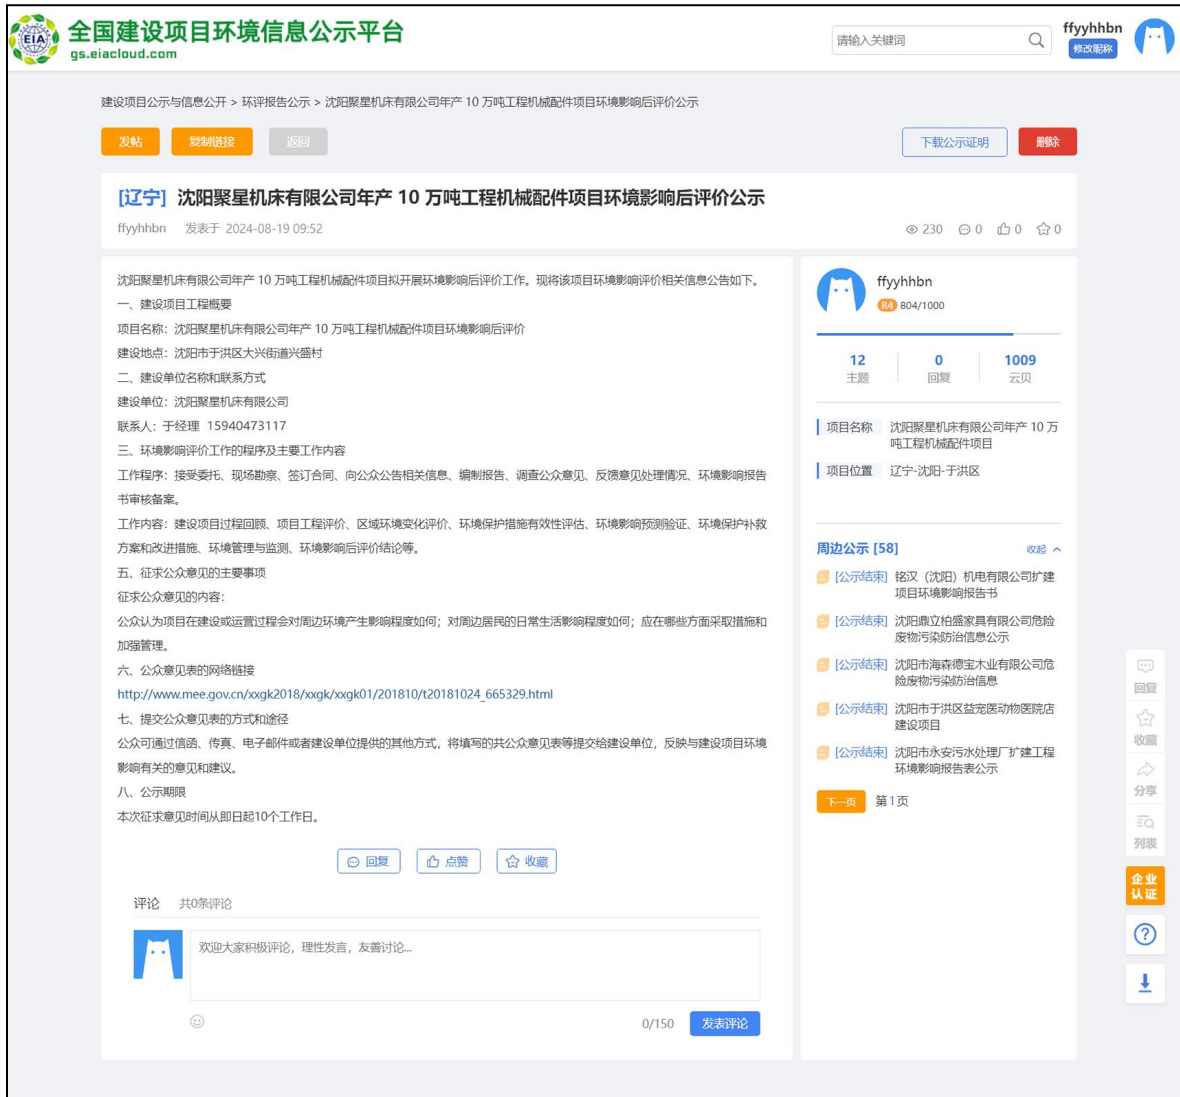 EIA
全国建设项目环境信息公示平台
gs.eiacloud.com
请输入关键词
ffyyhhbn
修改昵称
建设项目公示与信息公开 > 环评报告公示 > 沈阳聚星机床有限公司年产 10 万吨工程机械配件项目环境影响后评价公示
发帖
复制链接
返回
下载公示证明
删除
[辽宁] 沈阳聚星机床有限公司年产 10 万吨工程机械配件项目环境影响后评价公示
ffyyhhbn 发表于 2024-08-19 09:52
230 0 0 0
沈阳聚星机床有限公司年产 10 万吨工程机械配件项目拟开展环境影响后评价工作。现将该项目环境影响评价相关信息公告如下。
一、建设项目工程概要
项目名称：沈阳聚星机床有限公司年产 10 万吨工程机械配件项目环境影响后评价
建设地点：沈阳市于洪区大兴街道兴盛村
二、建设单位名称和联系方式
建设单位：沈阳聚星机床有限公司
联系人：于经理 15940473117
三、环境影响评价工作的程序及主要工作内容
工作程序：接受委托、现场勘察、签订合同、向公众公告相关信息、编制报告、调查公众意见、反馈意见处理情况、环境影响报告
书审核备案。
工作内容：建设项目过程回顾、项目工程评价、区域环境变化评价、环境保护措施有效性评估、环境影响预测验证、环境保护补救
方案和改进措施、环境管理与监测、环境影响后评价结论等。
五、征求公众意见的主要事项
征求公众意见的内容：
公众认为项目在建设或运营过程会对周边环境产生影响程度如何；对周边居民的日常生活影响程度如何；应在哪些方面采取措施和
加强管理。
六、公众意见表的网络链接
http://www.mee.gov.cn/xxgk2018/xxgk/xxgk01/201810/t20181024_665329.html
七、提交公众意见表的方式和途径
公众可通过信函、传真、电子邮件或者建设单位提供的其他方式，将填写的共公众意见表等提交给建设单位，反映与建设项目环境
影响有关的意见和建议。
八、公示期限
本次征求意见时间从即日起10个工作日。
回复
点赞
收藏
评论 共0条评论
欢迎大家积极评论，理性发言，友善讨论...
0/150
发表评论
ffyyhhbn
R4 804/1000
12 0 1009
主题 回复 云贝
项目名称 沈阳聚星机床有限公司年产 10 万
吨工程机械配件项目
项目位置 辽宁-沈阳-于洪区
周边公示 [58] 收起
[公示结束] 铭汉（沈阳）机电有限公司扩建
项目环境影响报告书
[公示结束] 沈阳鼎立柏盛家具有限公司危险
废物污染防治信息公示
[公示结束] 沈阳市海森德宝木业有限公司危
险废物污染防治信息
[公示结束] 沈阳市于洪区益宠医动物医院店
建设项目
[公示结束] 沈阳市永安污水处理厂扩建工程
环境影响报告表公示
下一页 第1页
回复
收藏
分享
列表
企业
认证